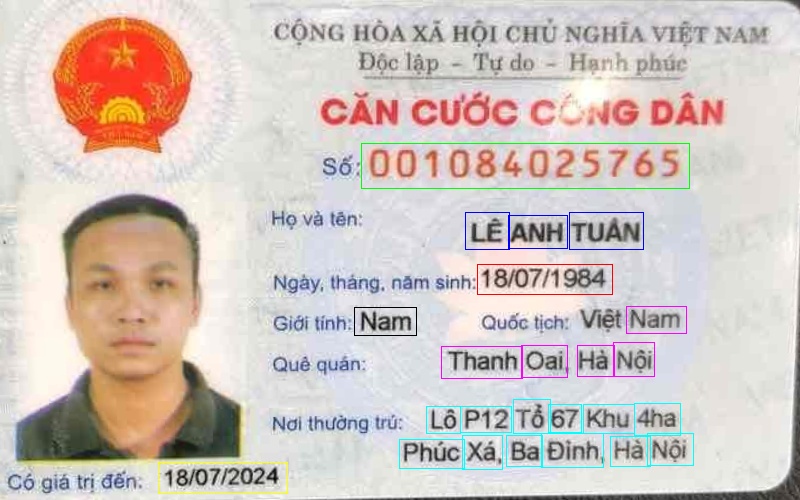 CỘNG HÒA XÃ HỘI CHỦ NGHĨA VIỆT NAM
Độc lập - Tự do - Hạnh phúc
CĂN CƯỚC CÔNG DÂN
Số: 001084025765
Họ và tên: LÊ ANH TUÂN
Ngày, tháng, năm sinh: 18/07/1984
Giới tính: Nam Quốc tịch: Việt Nam
Quê quán: Thanh Oai, Hà Nội
Nơi thường trú: Lô P12 Tổ 67 Khu 4ha
Phúc Xá, Ba Đình, Hà Nội
Có giá trị đến: 18/07/2024